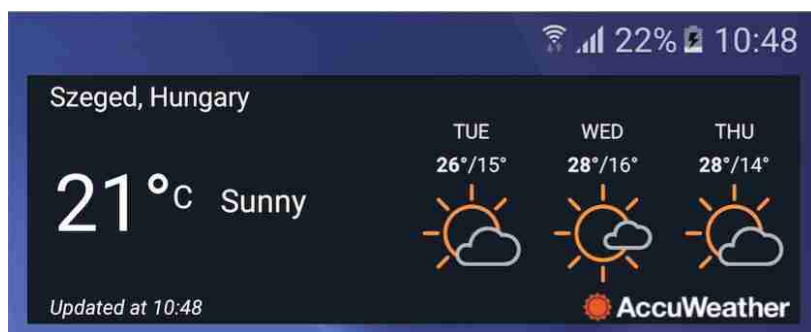 22% 10:48
Szeged, Hungary
TUE WED THU
26°/15° 28°/16° 28°/14°
21°C Sunny
Updated at 10:48
AccuWeather